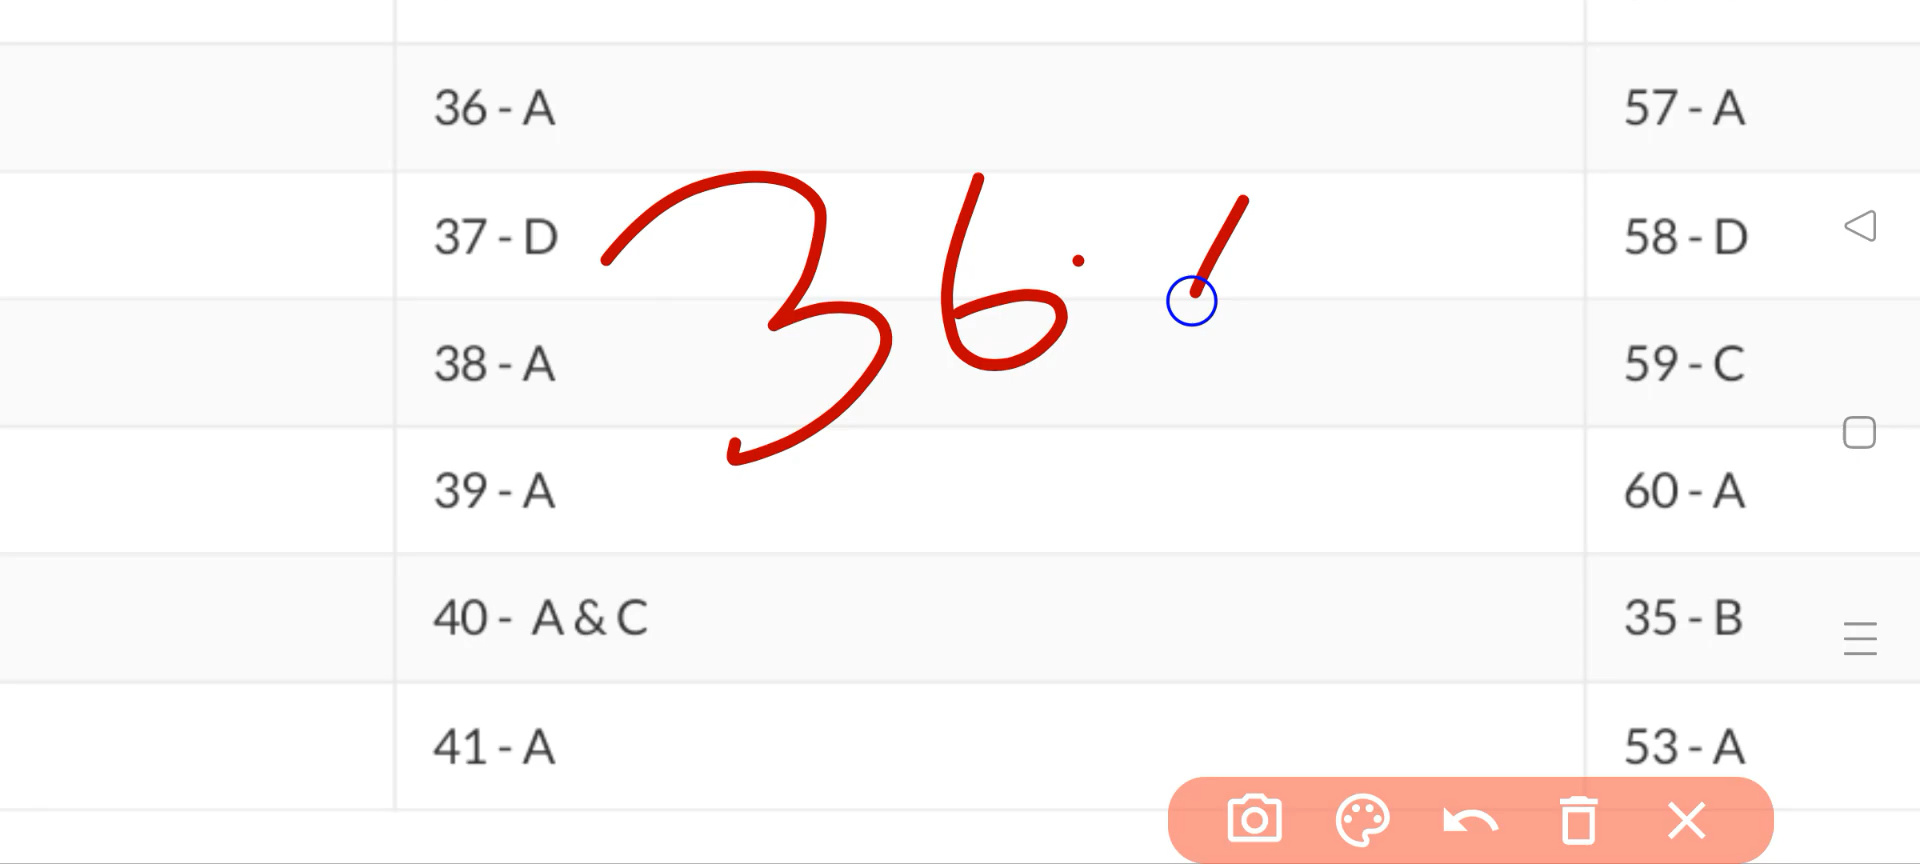 36 - A 57 - A
37 - D 58 - D
36.
38 - A 59 - C
39 - A 60 - A
40 - A & C 35 - B
41 - A 53 - A